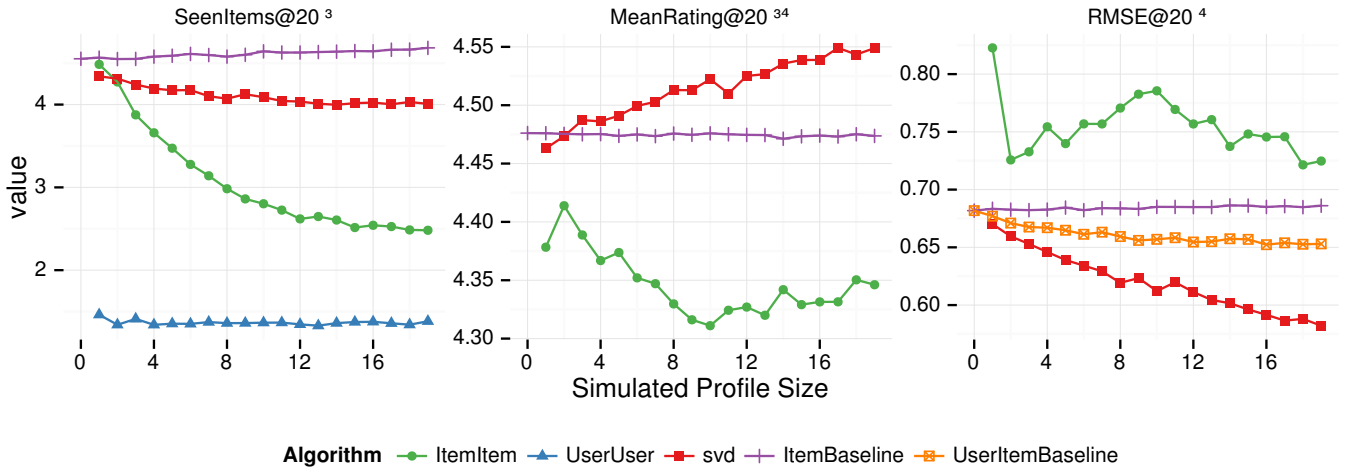 SeenItems@20 ³
MeanRating@20 ³⁴
RMSE@20 ⁴
value
4
3
2
0 4 8 12 16
4.55
4.50
4.45
4.40
4.35
4.30
0 4 8 12 16
0.80
0.75
0.70
0.65
0.60
0 4 8 12 16
Simulated Profile Size
Algorithm ItemItem UserUser svd ItemBaseline UserItemBaseline